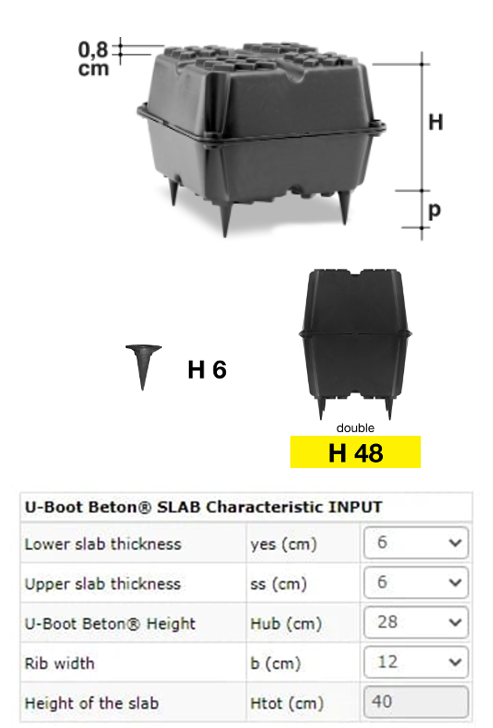 0,8
cm
H
p
H 6
double
H 48
U-Boot Beton® SLAB Characteristic INPUT
Lower slab thickness yes (cm) 6
Upper slab thickness ss (cm) 6
U-Boot Beton® Height Hub (cm) 28
Rib width b (cm) 12
Height of the slab Htot (cm) 40